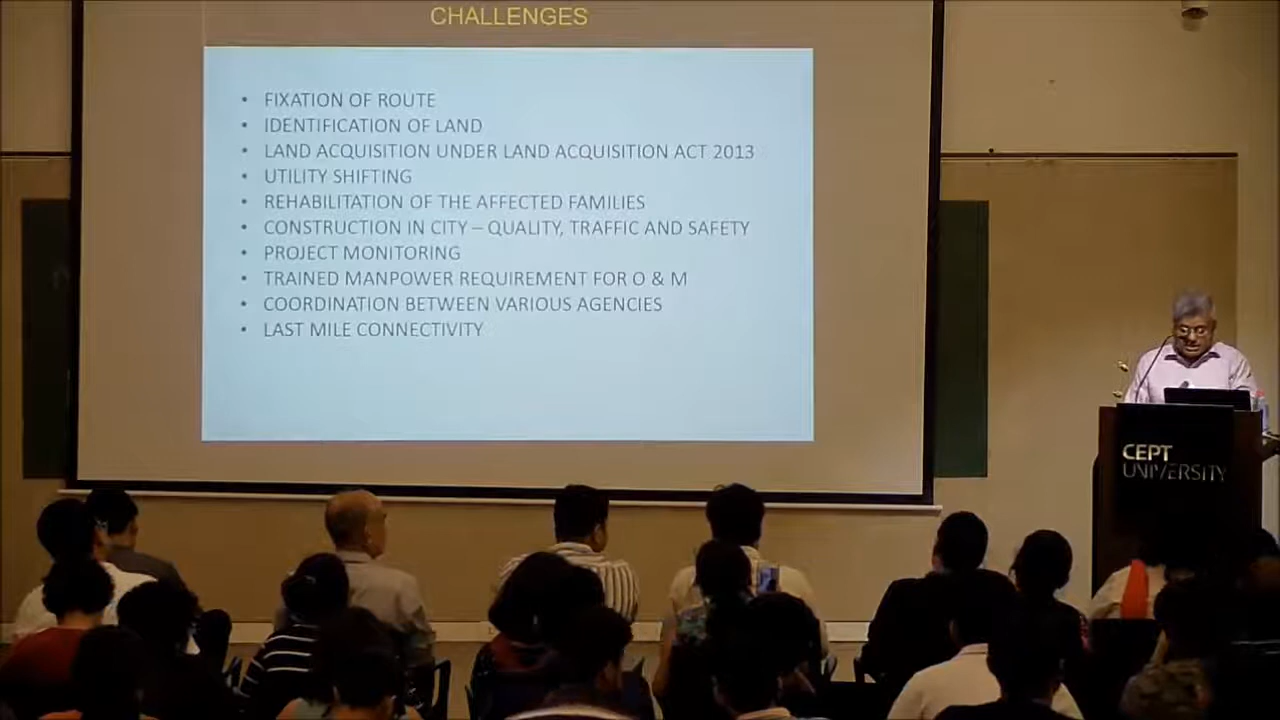 CHALLENGES
• FIXATION OF ROUTE
• IDENTIFICATION OF LAND
• LAND ACQUISITION UNDER LAND ACQUISITION ACT 2013
• UTILITY SHIFTING
• REHABILITATION OF THE AFFECTED FAMILIES
• CONSTRUCTION IN CITY – QUALITY, TRAFFIC AND SAFETY
• PROJECT MONITORING
• TRAINED MANPOWER REQUIREMENT FOR O & M
• COORDINATION BETWEEN VARIOUS AGENCIES
• LAST MILE CONNECTIVITY
CEPT
UNIVERSITY